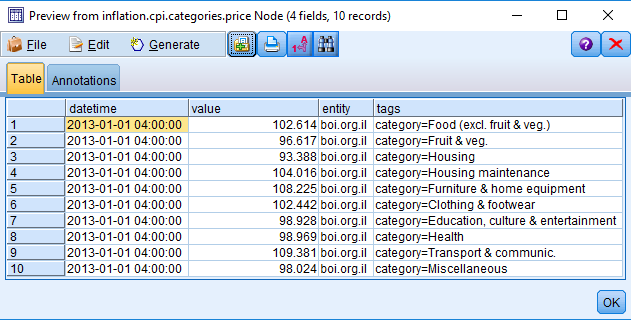 Preview from inflation.cpi.categories.price Node (4 fields, 10 records)
File Edit Generate
Table Annotations
datetime value entity tags
1 2013-01-01 04:00:00 102.614 boi.org.il category=Food (excl. fruit & veg.)
2 2013-01-01 04:00:00 96.617 boi.org.il category=Fruit & veg.
3 2013-01-01 04:00:00 93.388 boi.org.il category=Housing
4 2013-01-01 04:00:00 104.016 boi.org.il category=Housing maintenance
5 2013-01-01 04:00:00 108.225 boi.org.il category=Furniture & home equipment
6 2013-01-01 04:00:00 102.442 boi.org.il category=Clothing & footwear
7 2013-01-01 04:00:00 98.928 boi.org.il category=Education, culture & entertainment
8 2013-01-01 04:00:00 98.969 boi.org.il category=Health
9 2013-01-01 04:00:00 109.381 boi.org.il category=Transport & communic.
10 2013-01-01 04:00:00 98.024 boi.org.il category=Miscellaneous
OK